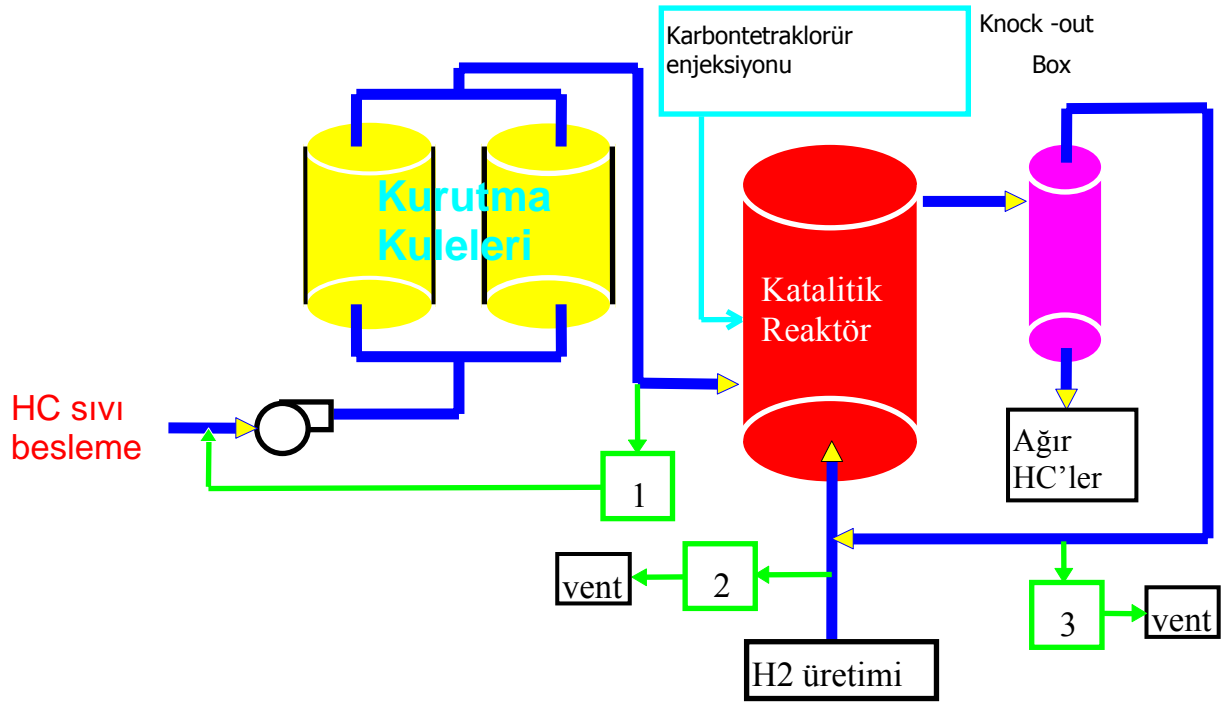 Karbontetraklorür
enjeksiyonu
Knock -out
Box
Kurutma
Kuleleri
Katalitik
Reaktör
HC sıvı
besleme
Ağır
HC’ler
1
vent
2
3
vent
H2 üretimi